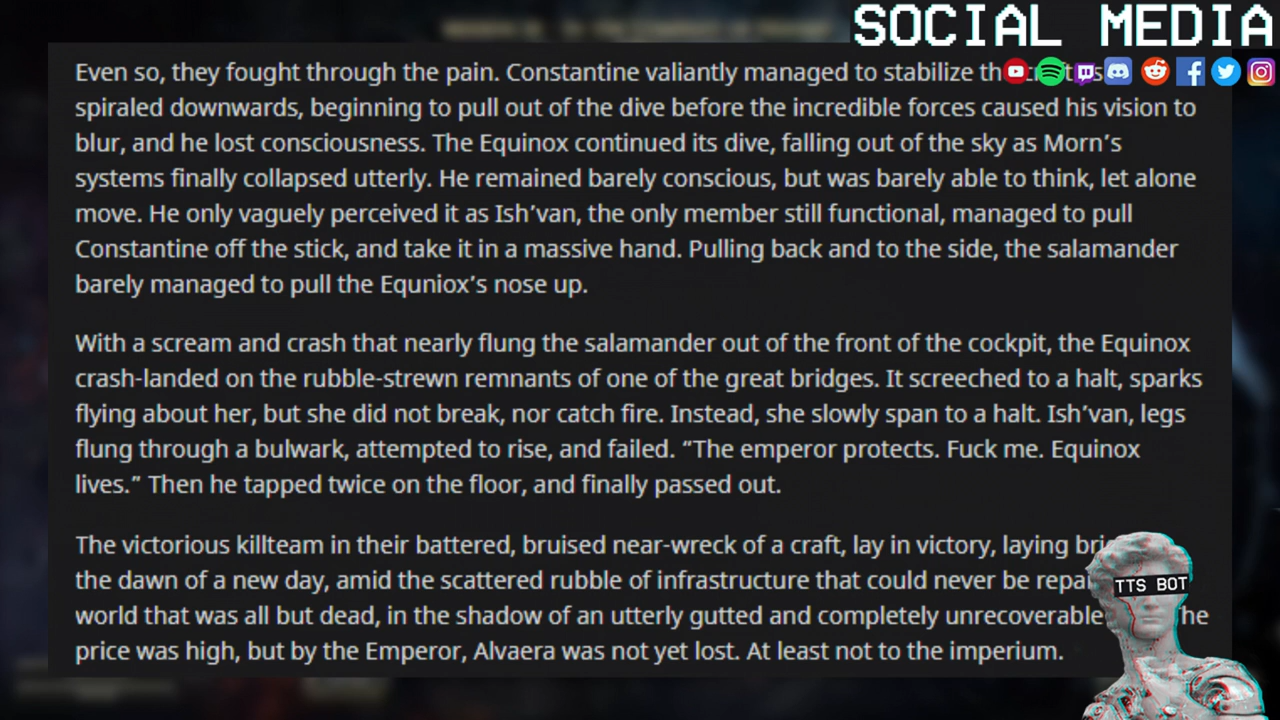 SOCIAL MEDIA
Even so, they fought through the pain. Constantine valiantly managed to stabilize
spiraled downwards, beginning to pull out of the dive before the incredible forces caused his vision to
blur, and he lost consciousness. The Equinox continued its dive, falling out of the sky as Morn’s
systems finally collapsed utterly. He remained barely conscious, but was barely able to think, let alone
move. He only vaguely perceived it as Ish’van, the only member still functional, managed to pull
Constantine off the stick, and take it in a massive hand. Pulling back and to the side, the salamander
barely managed to pull the Equniox’s nose up.
With a scream and crash that nearly flung the salamander out of the front of the cockpit, the Equinox
crash-landed on the rubble-strewn remnants of one of the great bridges. It screeched to a halt, sparks
flying about her, but she did not break, nor catch fire. Instead, she slowly span to a halt. Ish’van, legs
flung through a bulwark, attempted to rise, and failed. “The emperor protects. Fuck me. Equinox
lives.” Then he tapped twice on the floor, and finally passed out.
The victorious killteam in their battered, bruised near-wreck of a craft, lay in victory, laying
the dawn of a new day, amid the scattered rubble of infrastructure that could never be
world that was all but dead, in the shadow of an utterly gutted and completely unrecoverable
price was high, but by the Emperor, Alvaera was not yet lost. At least not to the imperium.
TTS BOT